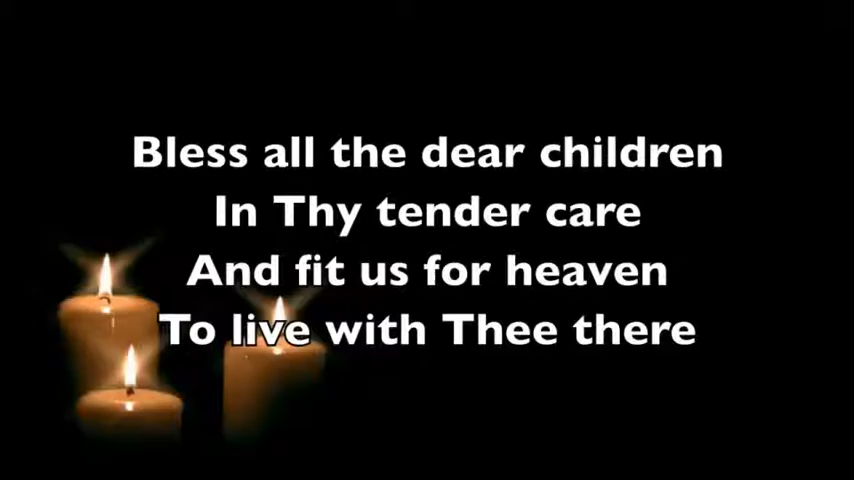 Bless all the dear children
In Thy tender care
And fit us for heaven
To live with Thee there